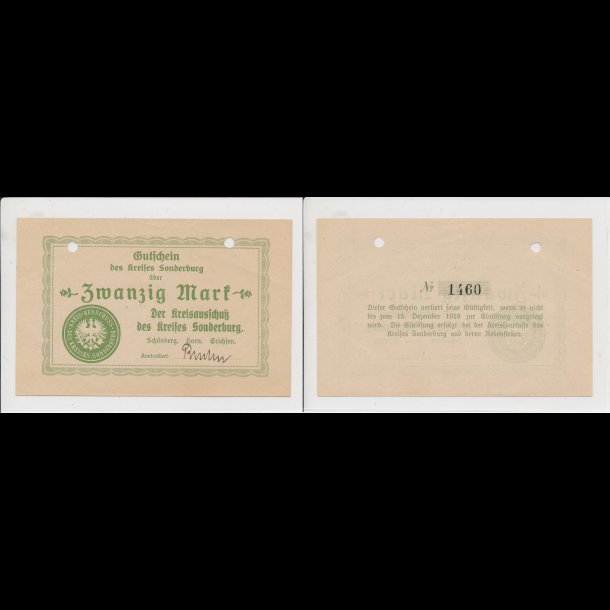 Gutschein
des Kreises Sonderburg
über
Zwanzig Mark
Der Kreisausschuß
des Kreises Sonderburg.
Schönberg. Horn. Erichsen.
Kontrolliert:
№ 1460
Dieser Gutschein verliert seine Gültigkeit, wenn er nicht
bis zum 15. Dezember 1918 zur Einlösung vorgelegt
wird. Die Einlösung erfolgt bei der Kreissparkasse des
Kreises Sonderburg und deren Nebenstellen.